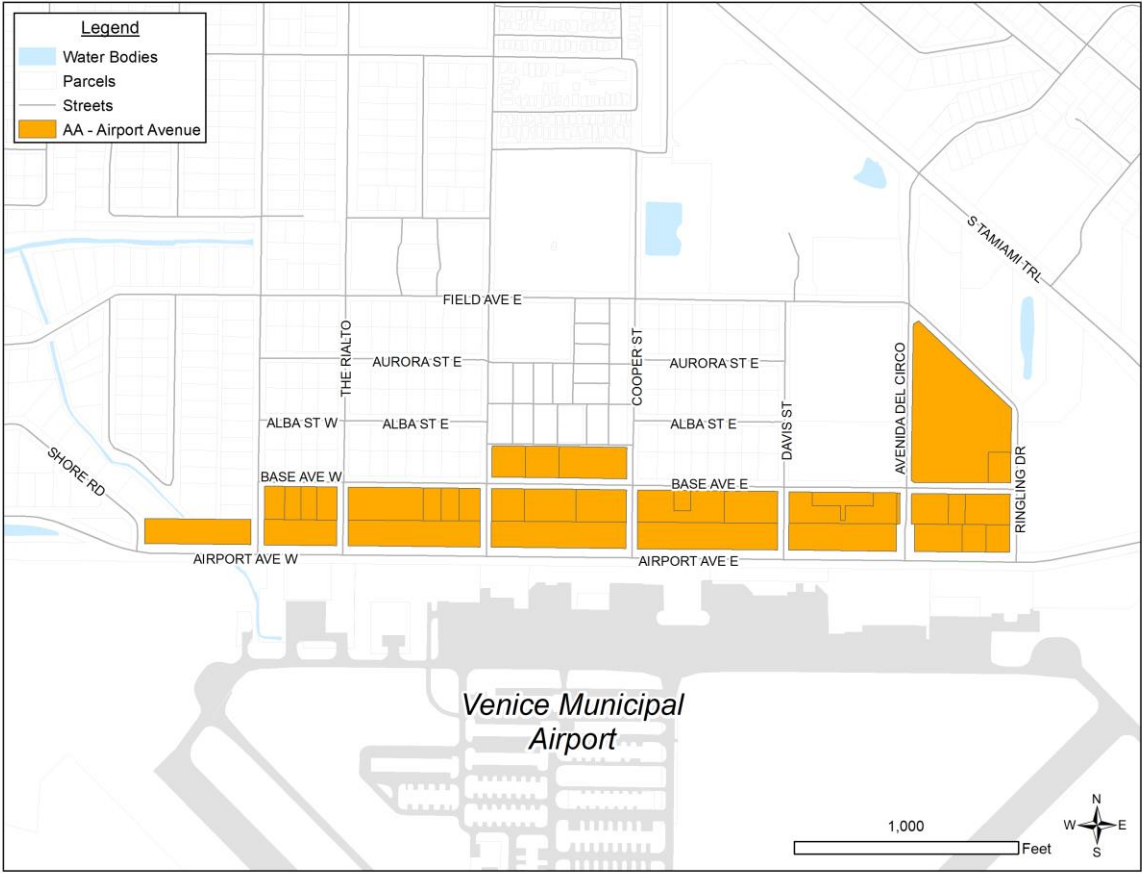 Legend
Water Bodies
Parcels
Streets
AA - Airport Avenue
S TAMIAMI TRL
FIELD AVE E
THE RIALTO
AURORA ST E
COOPER ST
AURORA ST E
AVENIDA DEL CIRCO
ALBA ST W
ALBA ST E
ALBA ST E
DAVIS ST
SHORE RD
BASE AVE W
BASE AVE E
RINGLING DR
AIRPORT AVE W
AIRPORT AVE E
Venice Municipal
Airport
N
W
E
S
1,000
Feet